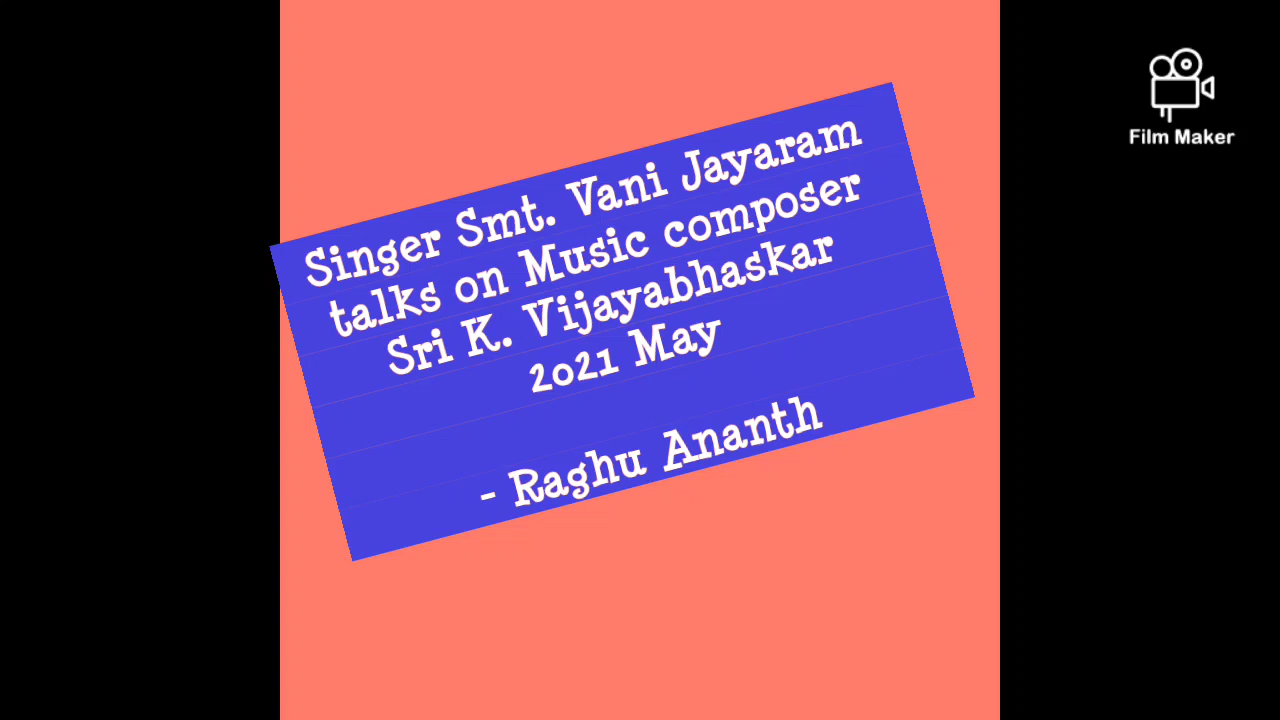 Singer Smt. Vani Jayaram
talks on Music composer
Sri K. Vijayabhaskar
2021 May
- Raghu Ananth
Film Maker